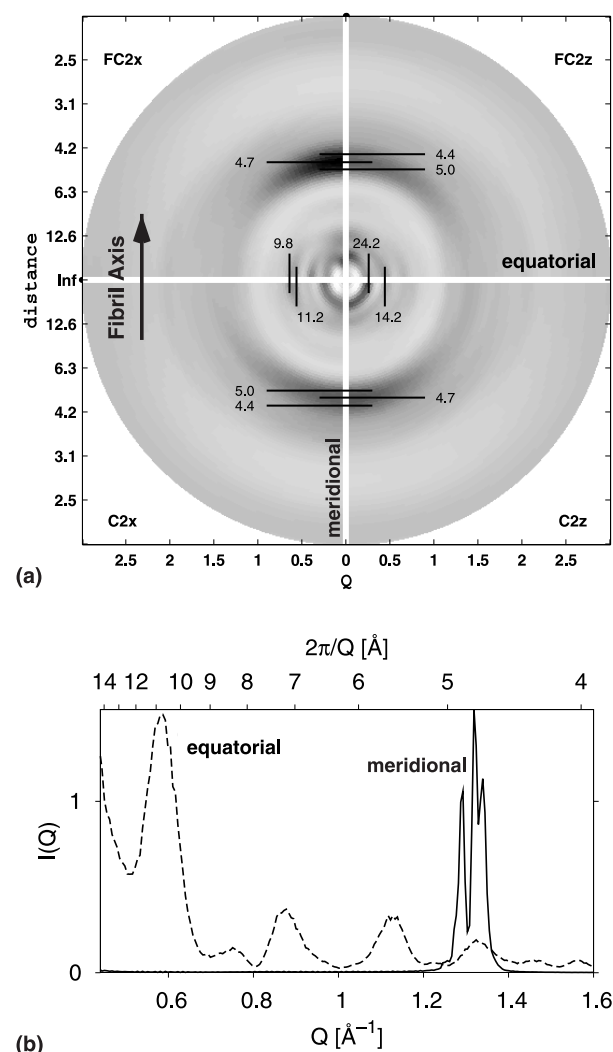 FC2x
FC2z
2.5
3.1
4.2
6.3
12.6
Inf
12.6
6.3
4.2
3.1
2.5
distance
Fibril Axis
4.7
4.4
5.0
9.8
24.2
equatorial
11.2
14.2
5.0
4.4
4.7
meridional
C2x
C2z
2.5 2 1.5 1 0.5 0 0.5 1 1.5 2 2.5
Q
(a)
2π/Q [Å]
14 12 10 9 8 7 6 5 4
equatorial
meridional
I(Q)
1
0
0.6 0.8 1 1.2 1.4 1.6
Q [Å⁻¹]
(b)